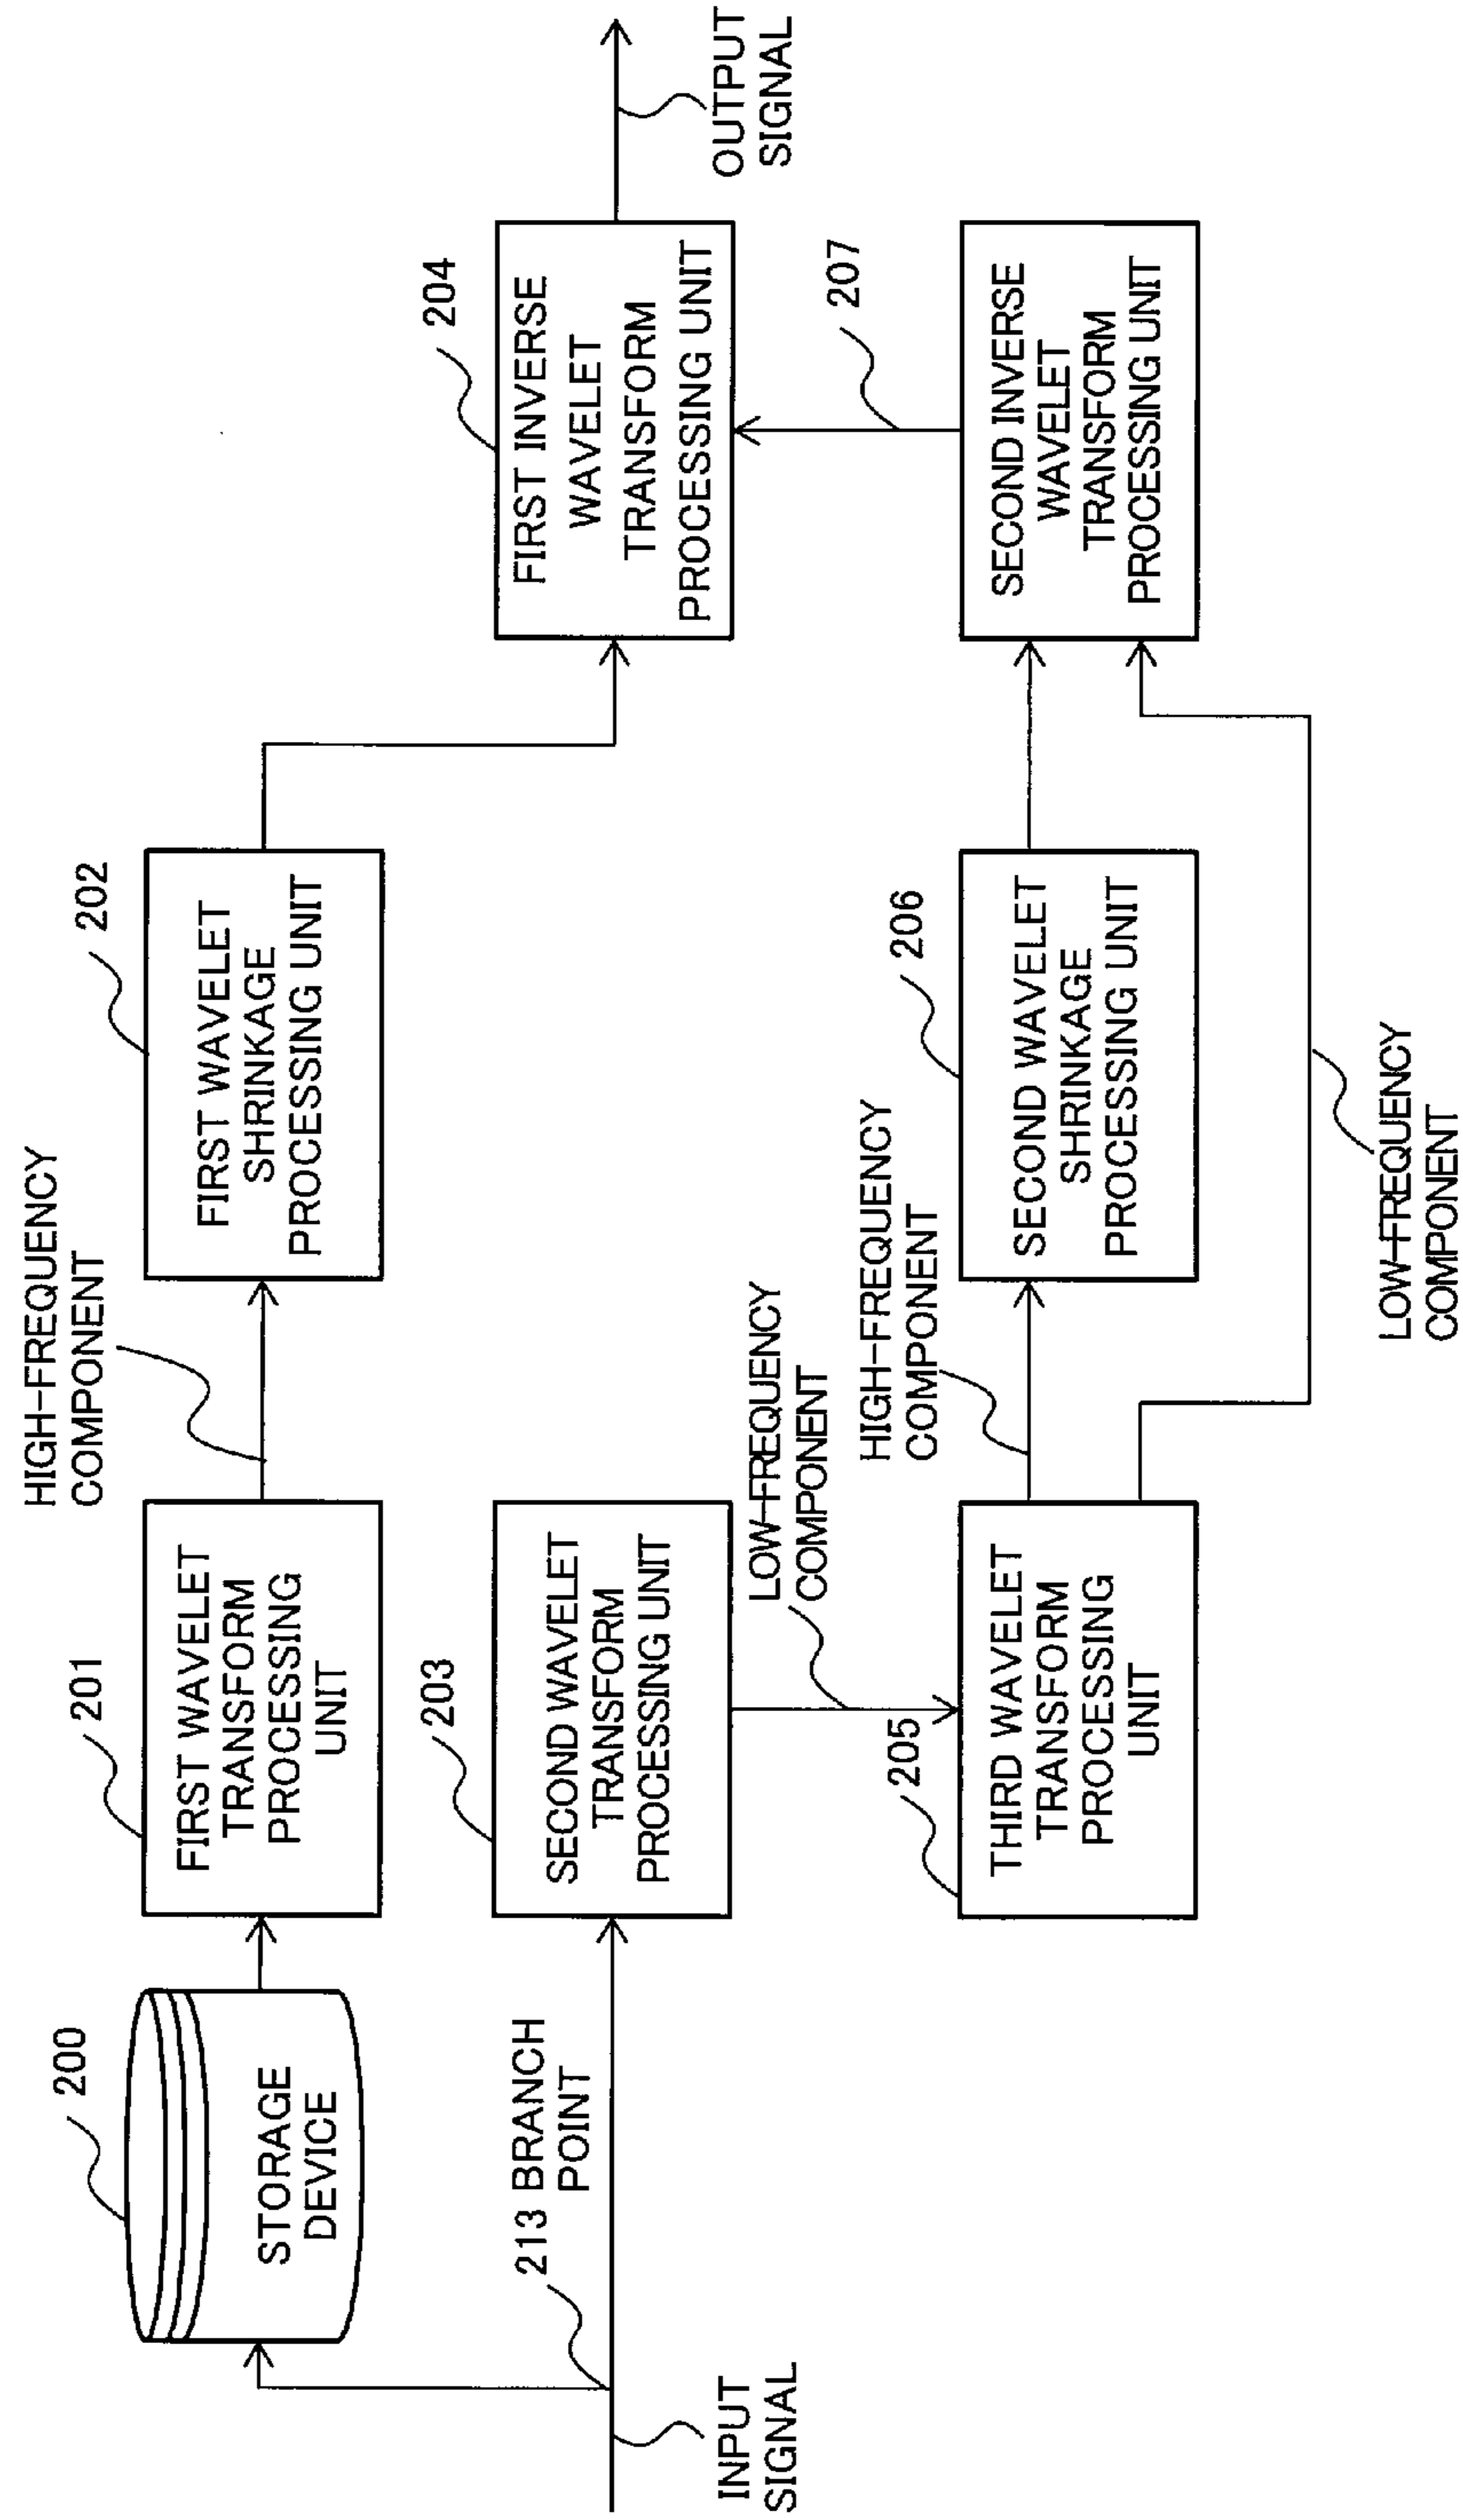 200
STORAGE
DEVICE
201
FIRST WAVELET
TRANSFORM
PROCESSING
UNIT
HIGH-FREQUENCY
COMPONENT
202
FIRST WAVELET
SHRINKAGE
PROCESSING UNIT
213 BRANCH
POINT
INPUT
SIGNAL
203
SECOND WAVELET
TRANSFORM
PROCESSING UNIT
LOW-FREQUENCY
COMPONENT
204
FIRST INVERSE
WAVELET
TRANSFORM
PROCESSING UNIT
OUTPUT
SIGNAL
205
THIRD WAVELET
TRANSFORM
PROCESSING
UNIT
HIGH-FREQUENCY
COMPONENT
206
SECOND WAVELET
SHRINKAGE
PROCESSING UNIT
207
SECOND INVERSE
WAVELET
TRANSFORM
PROCESSING UNIT
LOW-FREQUENCY
COMPONENT